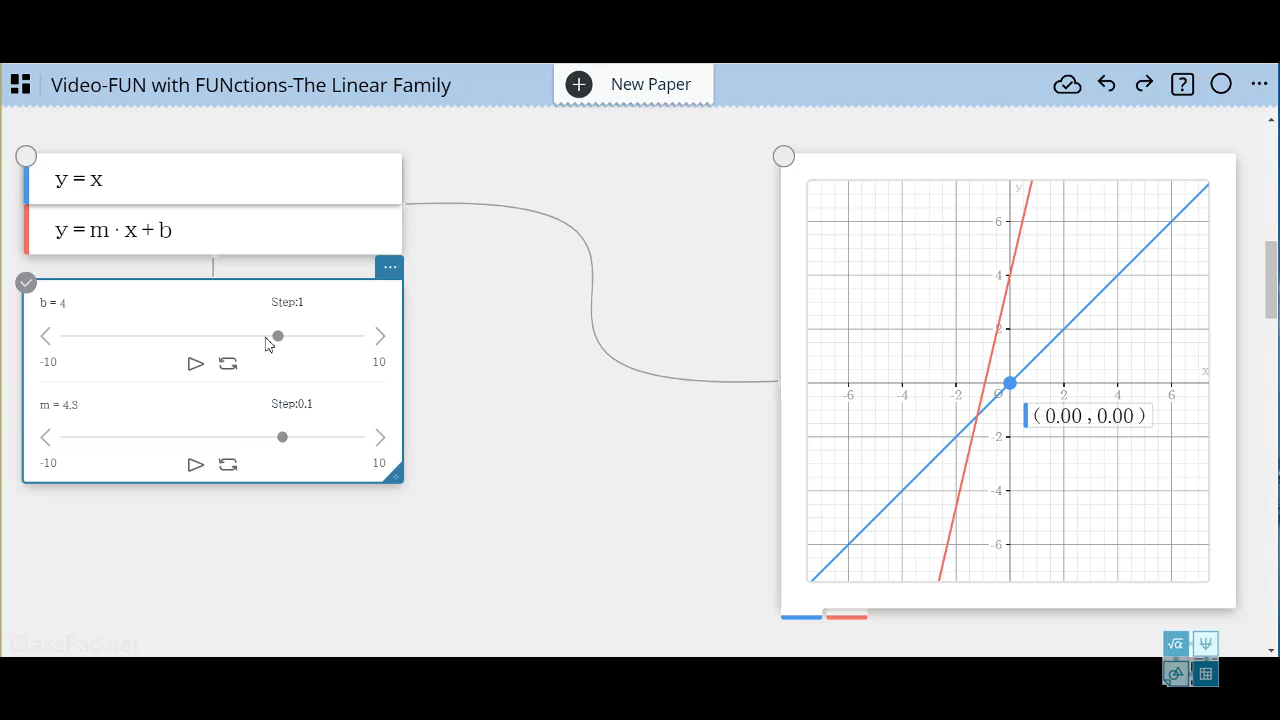 Video-FUN with FUNctions-The Linear Family
+ New Paper
?
y = x
y = m · x + b
b = 4 Step:1
-10 10
m = 4.3 Step:0.1
-10 10
y
6
4
2
-6 -4 -2 O 2 4 6 x
(0.00 , 0.00)
-2
-4
-6
ClassPad.net
√α